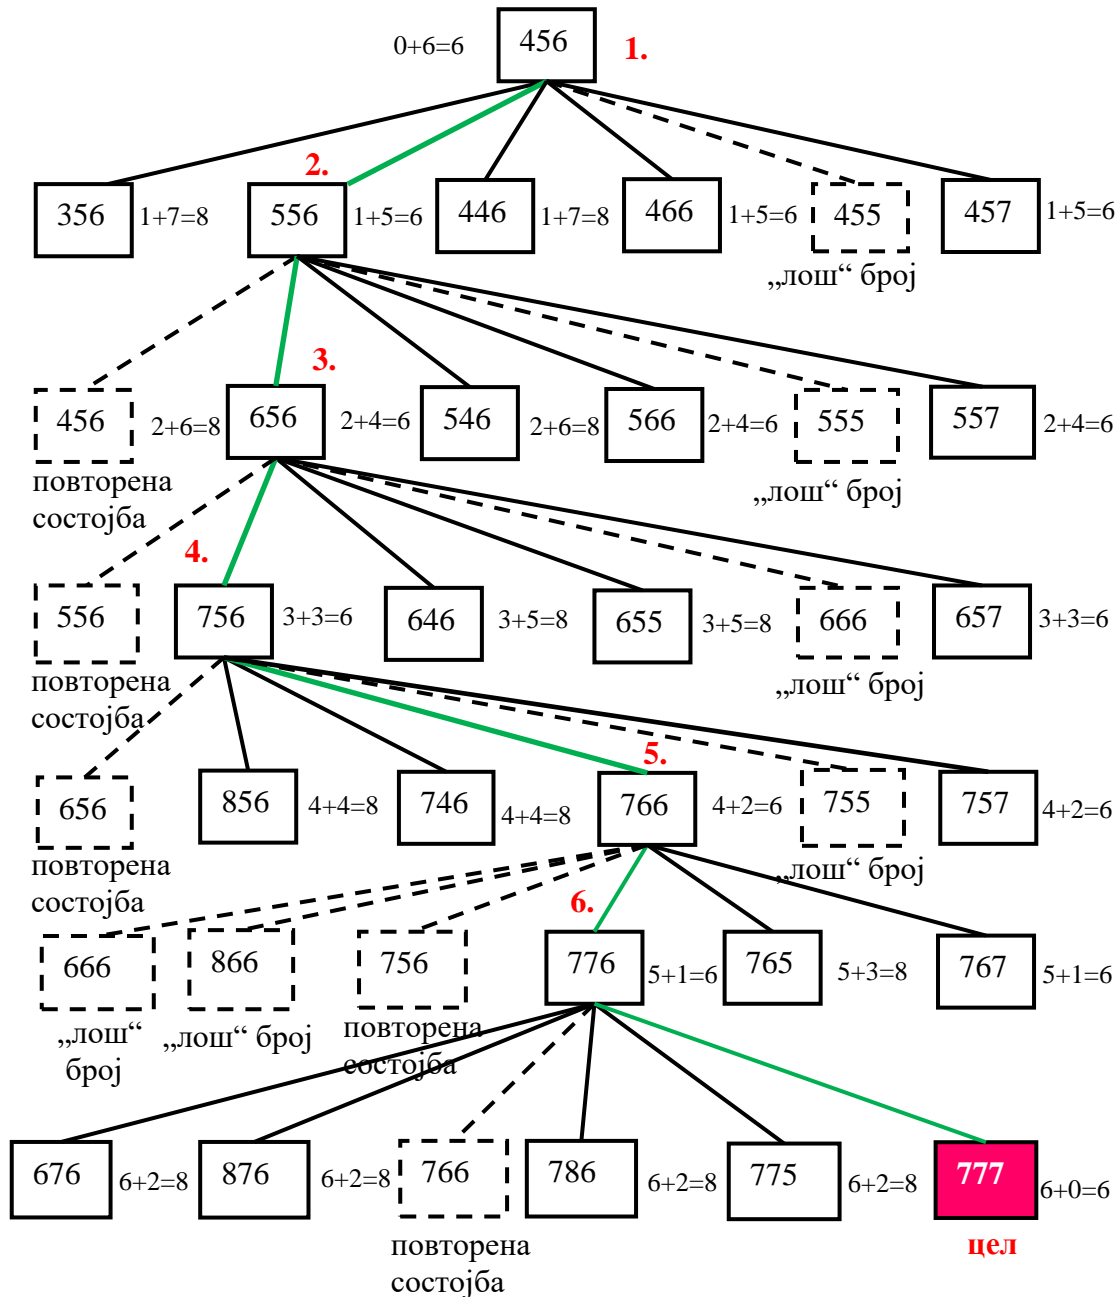 0+6=6 456 1.
2.
356 1+7=8 556 1+5=6 446 1+7=8 466 1+5=6 455 457 1+5=6
„лош“ број
3.
456 2+6=8 656 2+4=6 546 2+6=8 566 2+4=6 555 557 2+4=6
повторена
состојба
„лош“ број
4.
556 756 3+3=6 646 3+5=8 655 3+5=8 666 657 3+3=6
повторена
состојба
„лош“ број
5.
656 856 4+4=8 746 4+4=8 766 4+2=6 755 757 4+2=6
повторена
состојба
„лош“ број
6.
666 866 756 776 5+1=6 765 5+3=8 767 5+1=6
„лош“
број
„лош“ број
повторена
состојба
676 6+2=8 876 6+2=8 766 786 6+2=8 775 6+2=8 777 6+0=6
повторена
состојба
цел